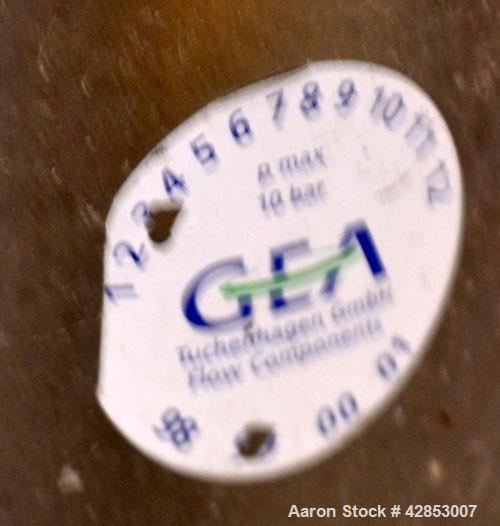 1 2 3 4 5 6 7 8 9 10 11 12
p max
10 bar
GEA
Tuchenhagen GmbH
Flow Components
98 00 01
Aaron Stock # 42853007